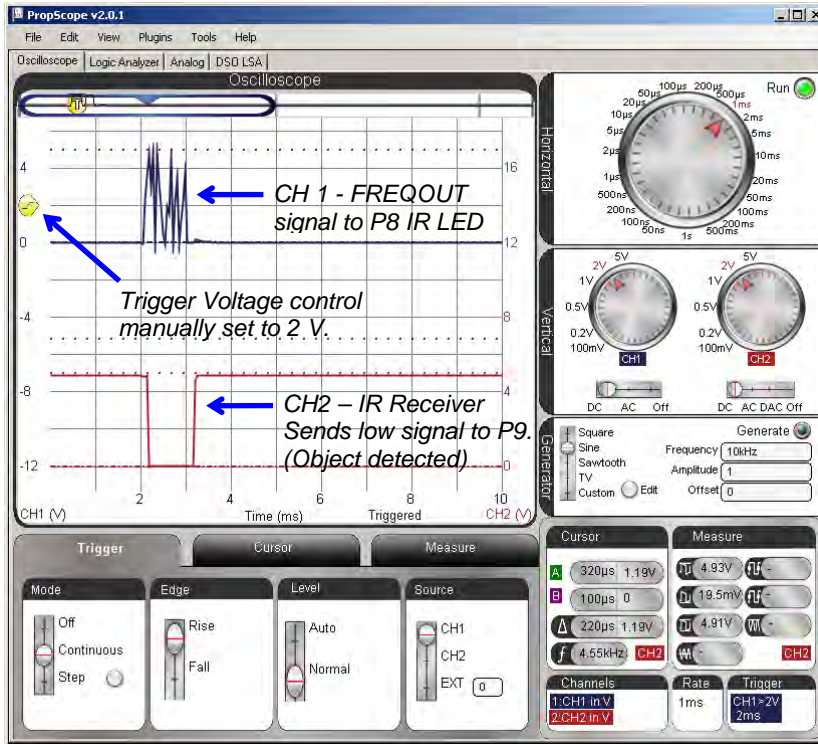 PropScope v2.0.1
File Edit View Plugins Tools Help
Oscilloscope Logic Analyzer Analog DSO LSA
Oscilloscope
4
0
-4
-8
-12
16
12
8
4
0
CH 1 - FREQOUT
signal to P8 IR LED
Trigger Voltage control
manually set to 2 V.
CH2 – IR Receiver
Sends low signal to P9.
(Object detected)
2 4 6 8 10
CH1 (V) Time (ms) Triggered CH2 (V)
Horizontal
Run
50ns
100ns
200ns
500ns
1µs
2µs
5µs
10µs
20µs
50µs
100µs
200µs
500µs
1ms
2ms
5ms
10ms
20ms
50ms
100ms
200ms
500ms
1s
Vertical
5V
2V
1V
0.5V
0.2V
100mV
CH1
DC AC Off
5V
2V
1V
0.5V
0.2V
100mV
CH2
DC AC DAC Off
Generator
Square
Sine
Sawtooth
TV
Custom
Edit
Generate
Frequency 10kHz
Amplitude 1
Offset 0
Trigger Cursor Measure
Mode
Off
Continuous
Step
Edge
Rise
Fall
Level
Auto
Normal
Source
CH1
CH2
EXT 0
Cursor
A 320µs 1.19V
B 100µs 0
Δ 220µs 1.19V
f 4.55kHz CH2
Measure
4.93V -
19.5mV -
4.91V -
- CH2
Channels
1:CH1 in V
2:CH2 in V
Rate
1ms
Trigger
CH1>2V
2ms